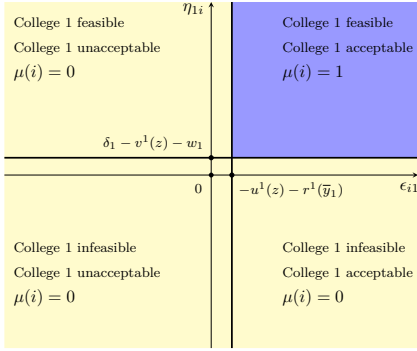 η₁ᵢ
College 1 feasible
College 1 unacceptable
μ(i) = 0
College 1 feasible
College 1 acceptable
μ(i) = 1
δ₁ − v¹(z) − w₁
0
−u¹(z) − r¹(y̅₁)
ϵᵢ₁
College 1 infeasible
College 1 unacceptable
μ(i) = 0
College 1 infeasible
College 1 acceptable
μ(i) = 0